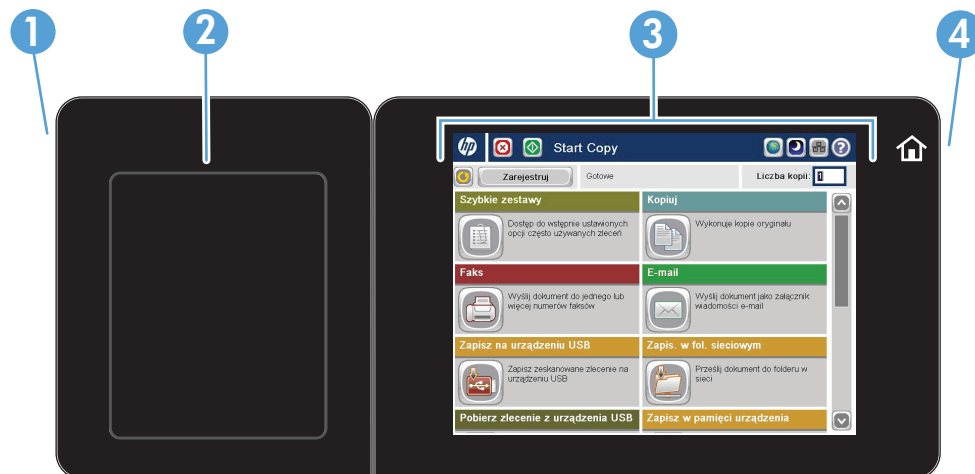 1
2
3
4
hp
Start Copy
Zarejestruj
Gotowe
Liczba kopii: 1
Szybkie zestawy
Dostęp do wstępnie ustawionych
opcji często używanych zleceń
Kopiuj
Wykonuje kopie oryginału
Faks
Wyślij dokument do jednego lub
więcej numerów faksów
E-mail
Wyślij dokument jako załącznik
wiadomości e-mail
Zapisz na urządzeniu USB
Zapisz zeskanowane zlecenie na
urządzeniu USB
Zapis. w fol. sieciowym
Prześlij dokument do folderu w
sieci
Pobierz zlecenie z urządzenia USB
Zapisz w pamięci urządzenia